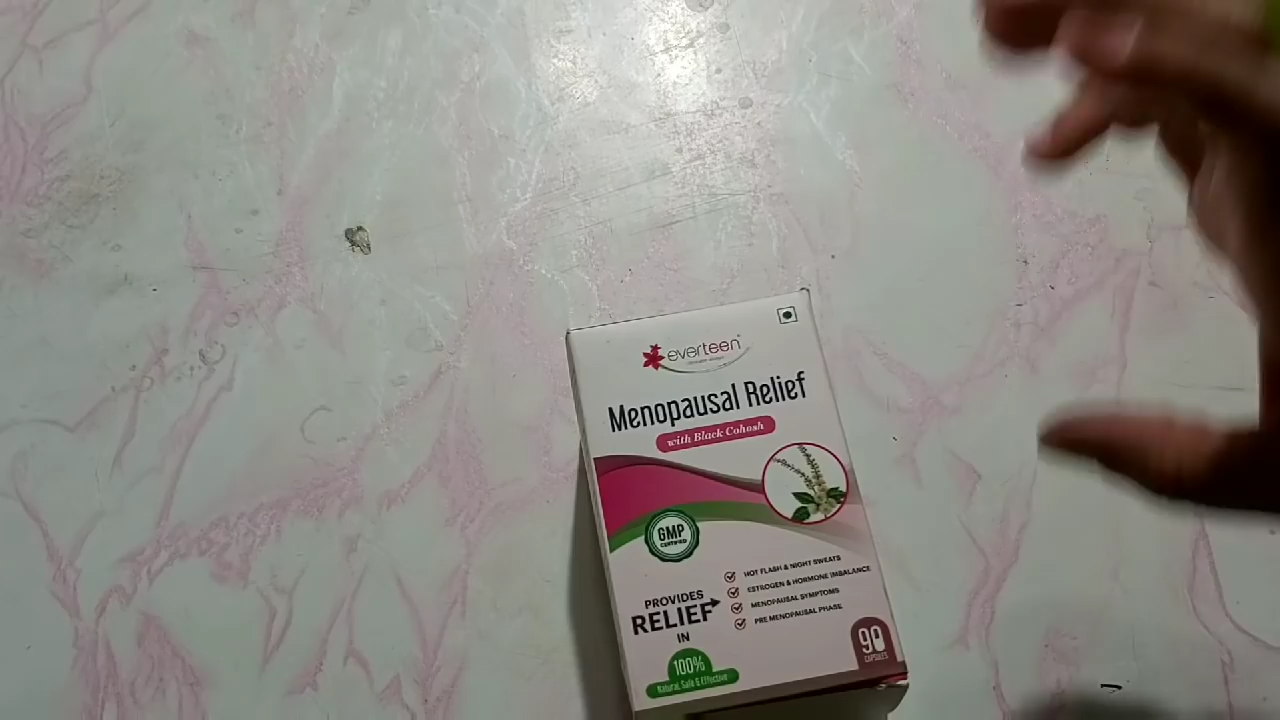 everteen
Menopausal Relief
with Black Cohosh
GMP
CERTIFIED
PROVIDES
RELIEF
IN
HOT FLASH & NIGHT SWEATS
ESTROGEN & HORMONE IMBALANCE
MENOPAUSAL SYMPTOMS
PRE MENOPAUSAL PHASE
100%
Natural, Safe & Effective
90
CAPSULES